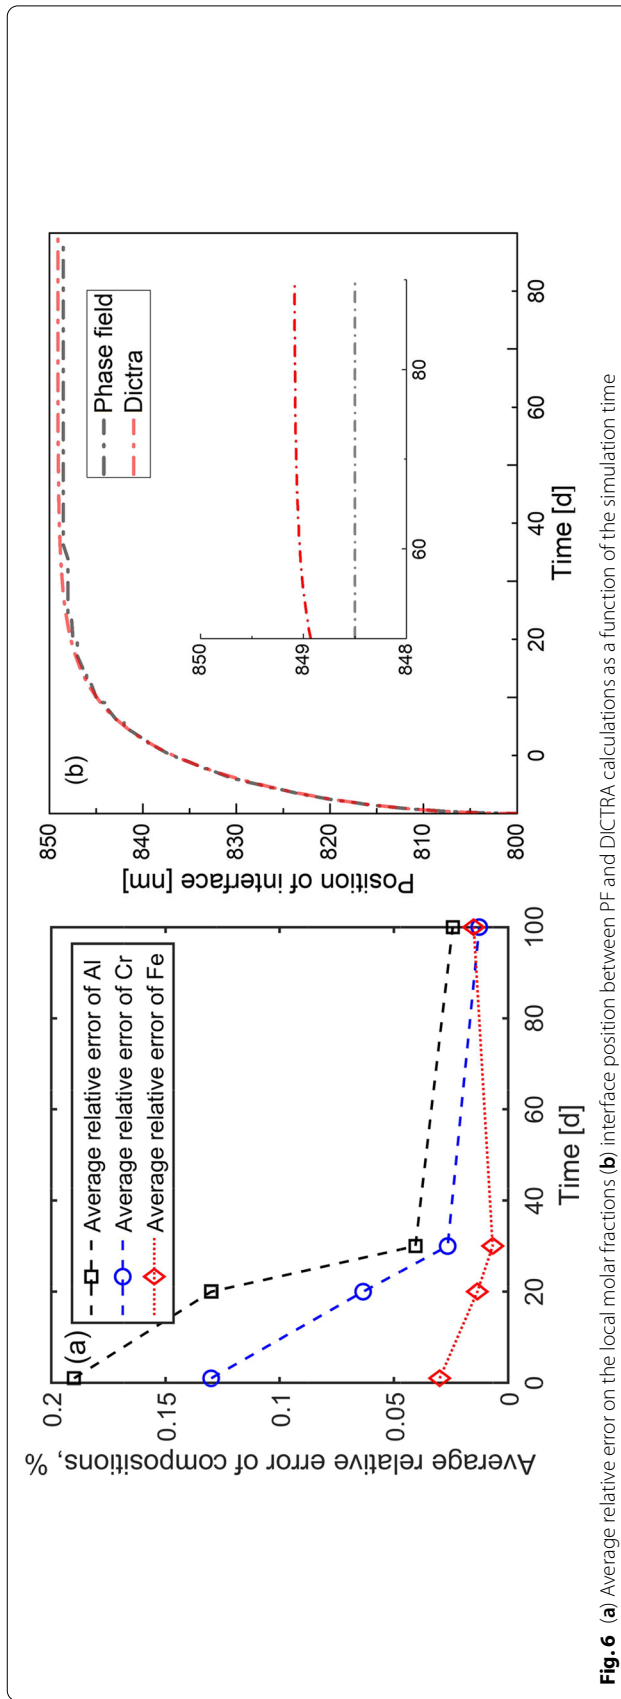 0.2
0.15
0.1
0.05
0
Average relative error of compositions, %
(a)
Average relative error of Al
Average relative error of Cr
Average relative error of Fe
0
20
40
60
80
100
Time [d]
850
840
830
820
810
800
Position of interface [nm]
(b)
Phase field
Dictra
850
849
848
60
80
0
20
40
60
80
Time [d]
Fig. 6 (a) Average relative error on the local molar fractions (b) interface position between PF and DICTRA calculations as a function of the simulation time